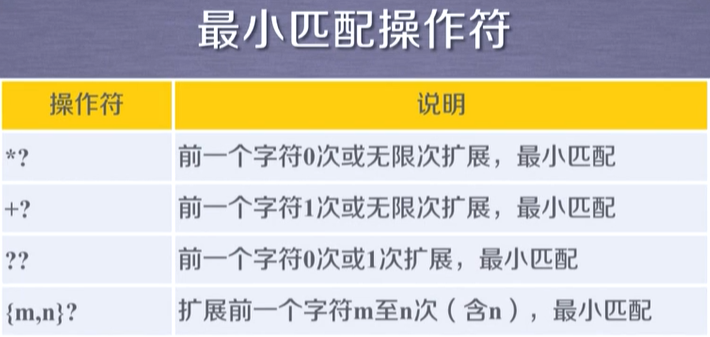 最小匹配操作符
操作符 说明
*? 前一个字符0次或无限次扩展，最小匹配
+? 前一个字符1次或无限次扩展，最小匹配
?? 前一个字符0次或1次扩展，最小匹配
{m,n}? 扩展前一个字符m至n次（含n），最小匹配